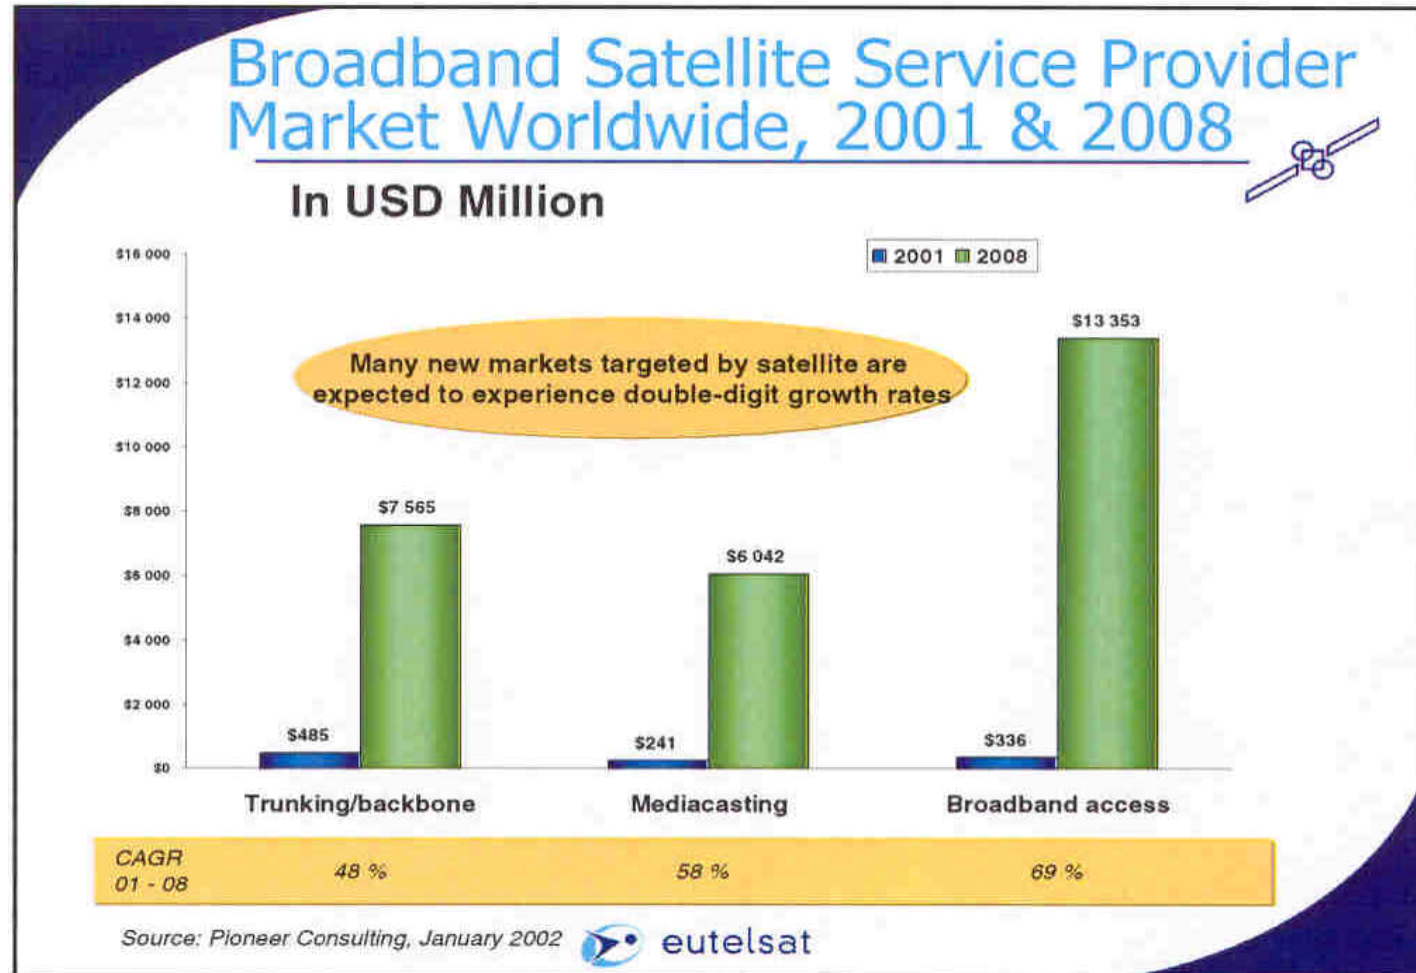 Broadband Satellite Service Provider
Market Worldwide, 2001 & 2008
In USD Million
2001 2008
$16 000
$14 000
$12 000
$10 000
$8 000
$6 000
$4 000
$2 000
$0
Many new markets targeted by satellite are
expected to experience double-digit growth rates
$485
$7 565
$241
$6 042
$336
$13 353
Trunking/backbone Mediacasting Broadband access
CAGR
01 - 08
48 % 58 % 69 %
Source: Pioneer Consulting, January 2002
eutelsat